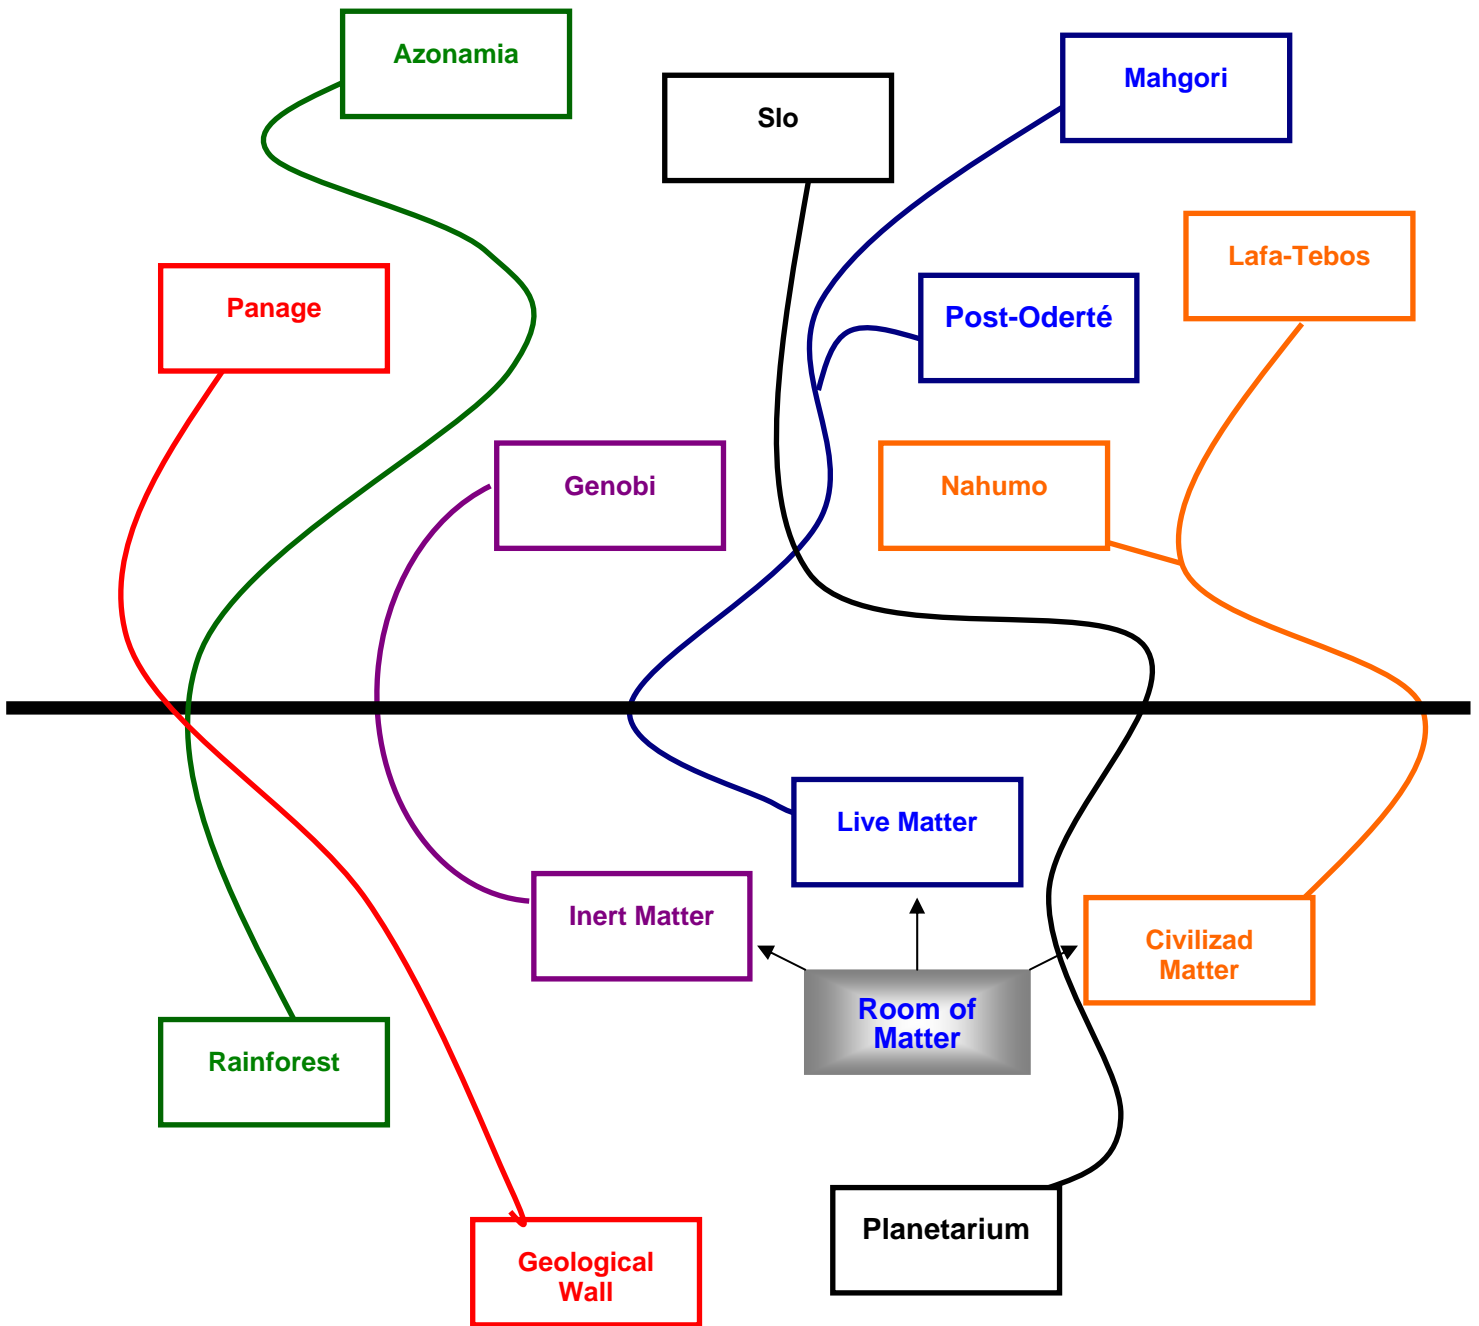 Azonamia
Mahgori
Slo
Lafa-Tebos
Panage
Post-Oderté
Genobi
Nahumo
Live Matter
Inert Matter
Civilizad
Matter
Room of
Matter
Rainforest
Planetarium
Geological
Wall